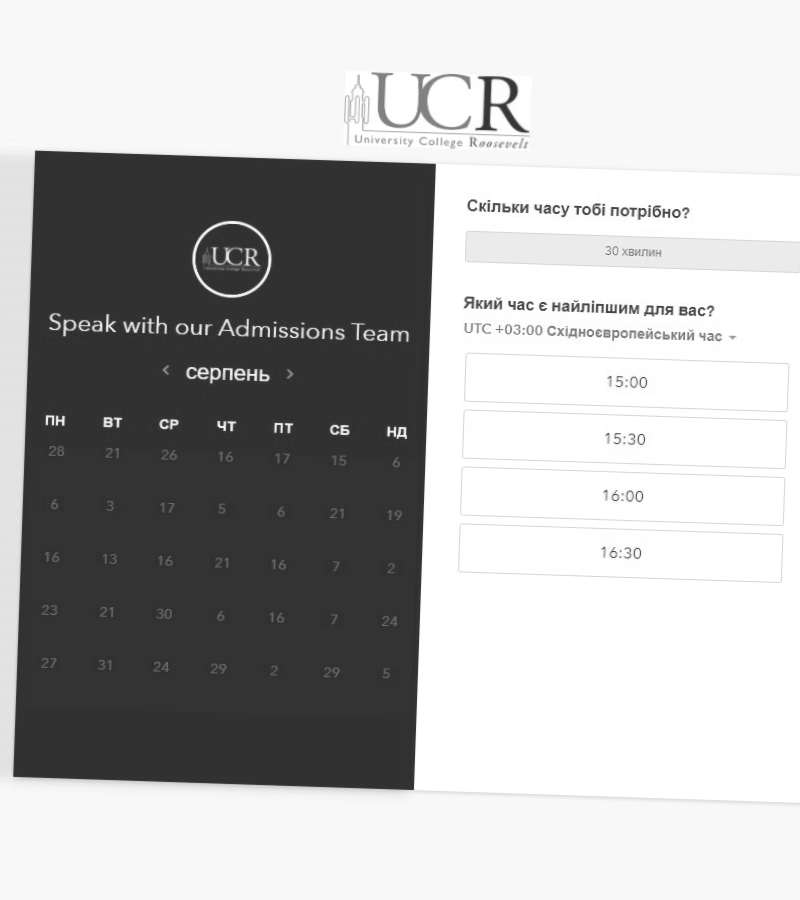 UCR
University College Roosevelt
UCR
University College Roosevelt
Speak with our Admissions Team
< серпень >
ПН ВТ СР ЧТ ПТ СБ НД
28 21 26 16 17 15 6
6 3 17 5 6 21 19
16 13 16 21 16 7 2
23 21 30 6 16 7 24
27 31 24 29 2 29 5
Скільки часу тобі потрібно?
30 хвилин
Який час є найліпшим для вас?
UTC +03:00 Східноєвропейський час
15:00
15:30
16:00
16:30